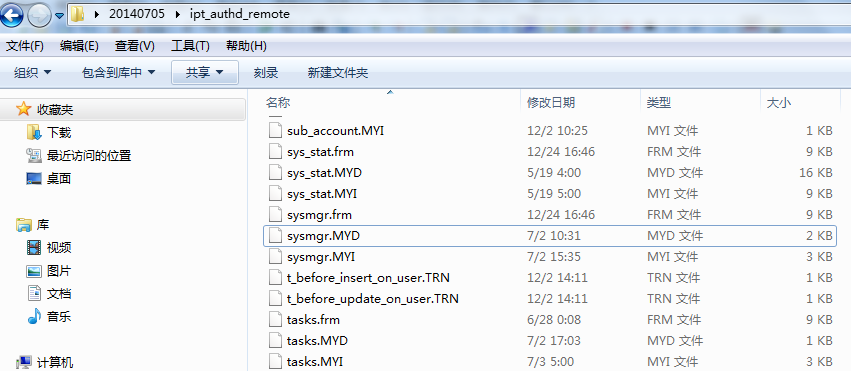 20140705 ipt_authd_remote
文件(F) 编辑(E) 查看(V) 工具(T) 帮助(H)
组织 包含到库中 共享 刻录 新建文件夹
收藏夹
下载
最近访问的位置
桌面
库
视频
图片
文档
音乐
计算机
名称 修改日期 类型 大小
sub_account.MYI 12/2 10:25 MYI 文件 1 KB
sys_stat.frm 12/24 16:46 FRM 文件 9 KB
sys_stat.MYD 5/19 4:00 MYD 文件 16 KB
sys_stat.MYI 5/19 5:00 MYI 文件 9 KB
sysmgr.frm 12/24 16:46 FRM 文件 9 KB
sysmgr.MYD 7/2 10:31 MYD 文件 2 KB
sysmgr.MYI 7/2 15:35 MYI 文件 3 KB
t_before_insert_on_user.TRN 12/2 14:11 TRN 文件 1 KB
t_before_update_on_user.TRN 12/2 14:11 TRN 文件 1 KB
tasks.frm 6/28 0:08 FRM 文件 9 KB
tasks.MYD 7/2 17:03 MYD 文件 1 KB
tasks.MYI 7/3 5:00 MYI 文件 3 KB